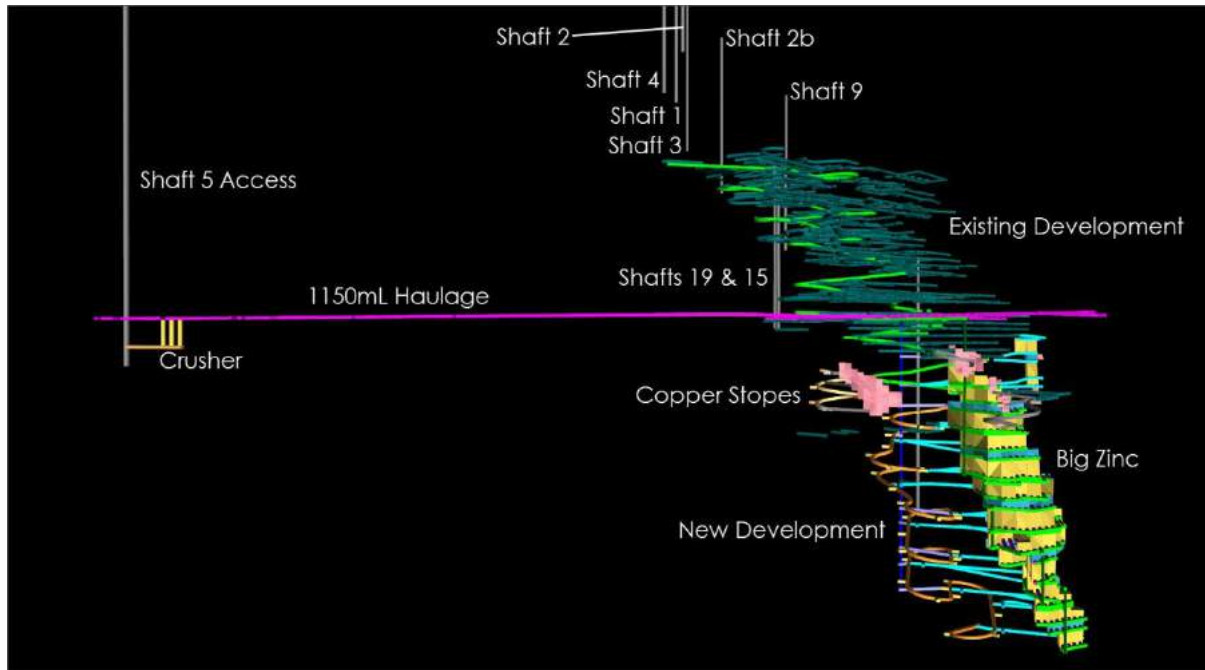 Shaft 2
Shaft 2b
Shaft 4
Shaft 9
Shaft 1
Shaft 3
Shaft 5 Access
Existing Development
Shafts 19 & 15
1150mL Haulage
Crusher
Copper Stopes
Big Zinc
New Development